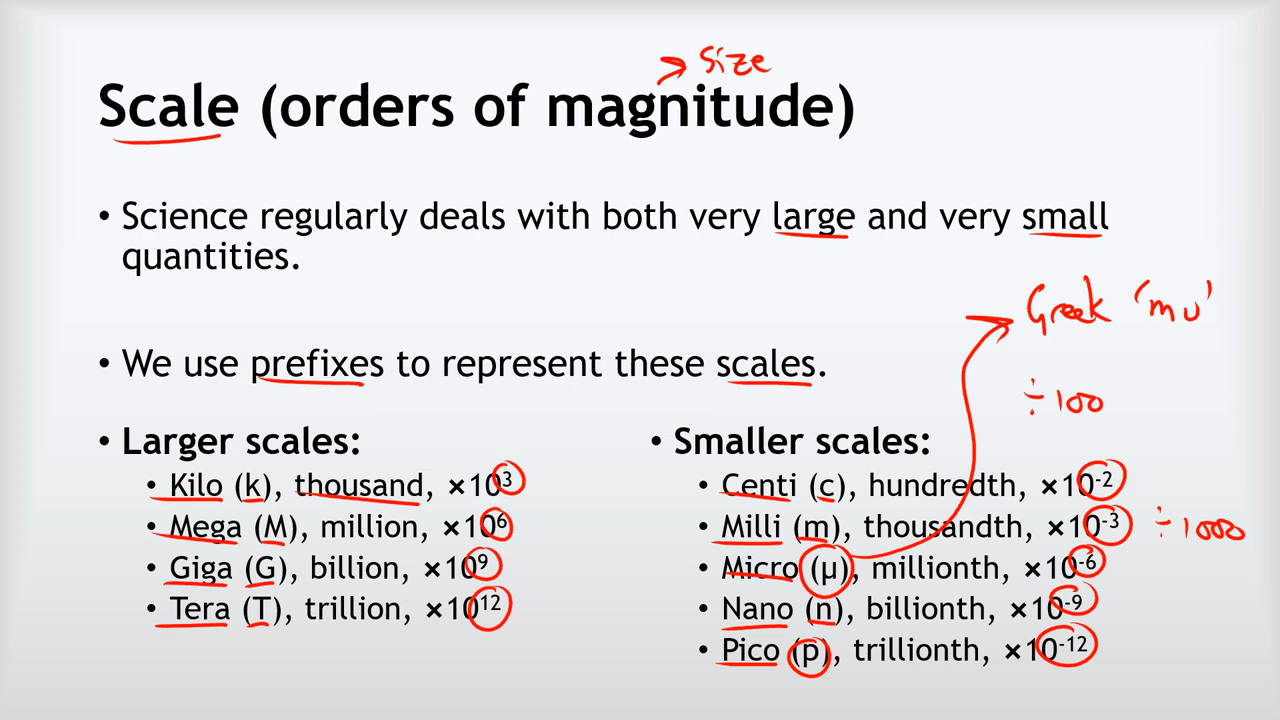 size
Scale (orders of magnitude)
• Science regularly deals with both very large and very small
quantities.
Greek 'mu'
• We use prefixes to represent these scales.
÷100
• Larger scales:
• Kilo (k), thousand, ×10³
• Mega (M), million, ×10⁶
• Giga (G), billion, ×10⁹
• Tera (T), trillion, ×10¹²
• Smaller scales:
• Centi (c), hundredth, ×10⁻²
• Milli (m), thousandth, ×10⁻³ ÷1000
• Micro (µ), millionth, ×10⁻⁶
• Nano (n), billionth, ×10⁻⁹
• Pico (p), trillionth, ×10⁻¹²